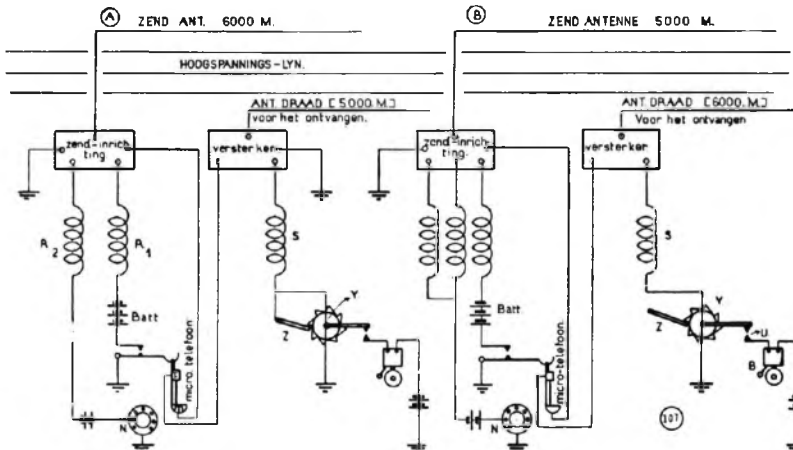 A ZEND ANT. 6000 M.
B ZEND ANTENNE 5000 M.
HOOGSPANNINGS-LYN.
ANT. DRAAD [5000. M.]
voor het ontvangen.
ANT. DRAAD [6000. M.]
Voor het ontvangen
zend-inrich
ting.
versterker
zend-inrich
ting.
versterker
R2
R1
S
S
Batt
Y
Z
micro-telefoon
N
Batt.
micro-telefoon.
N
Y
Z
U
B
107